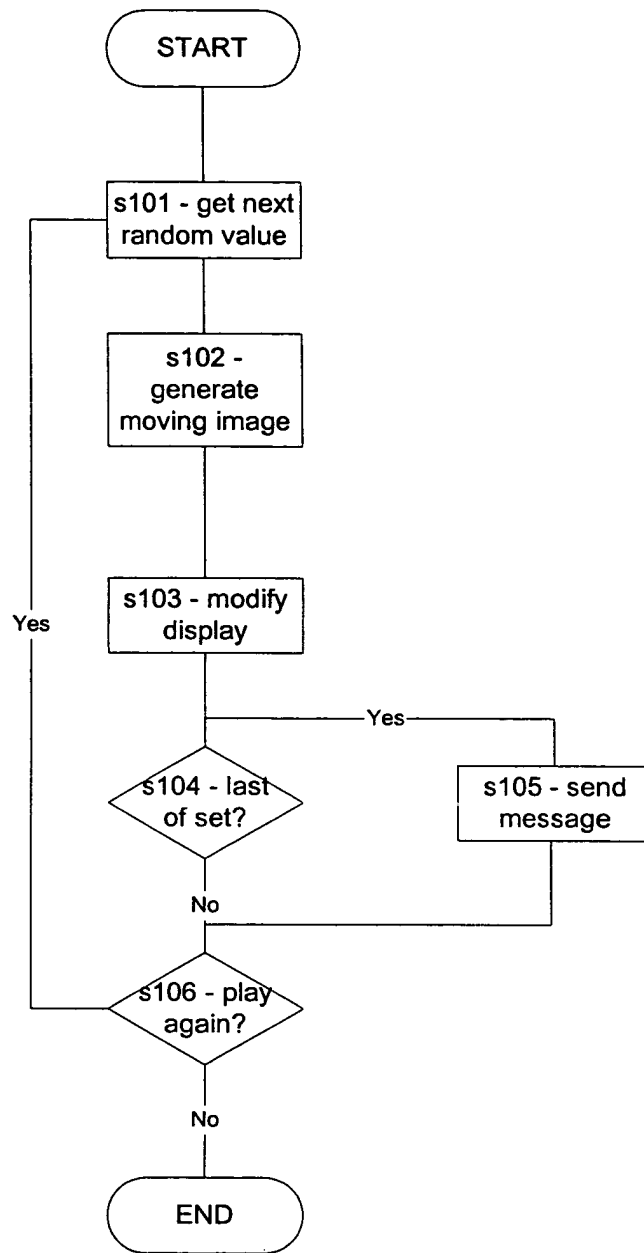 START
s101 - get next
random value
s102 -
generate
moving image
s103 - modify
display
Yes
Yes
s104 - last
of set?
s105 - send
message
No
s106 - play
again?
No
END